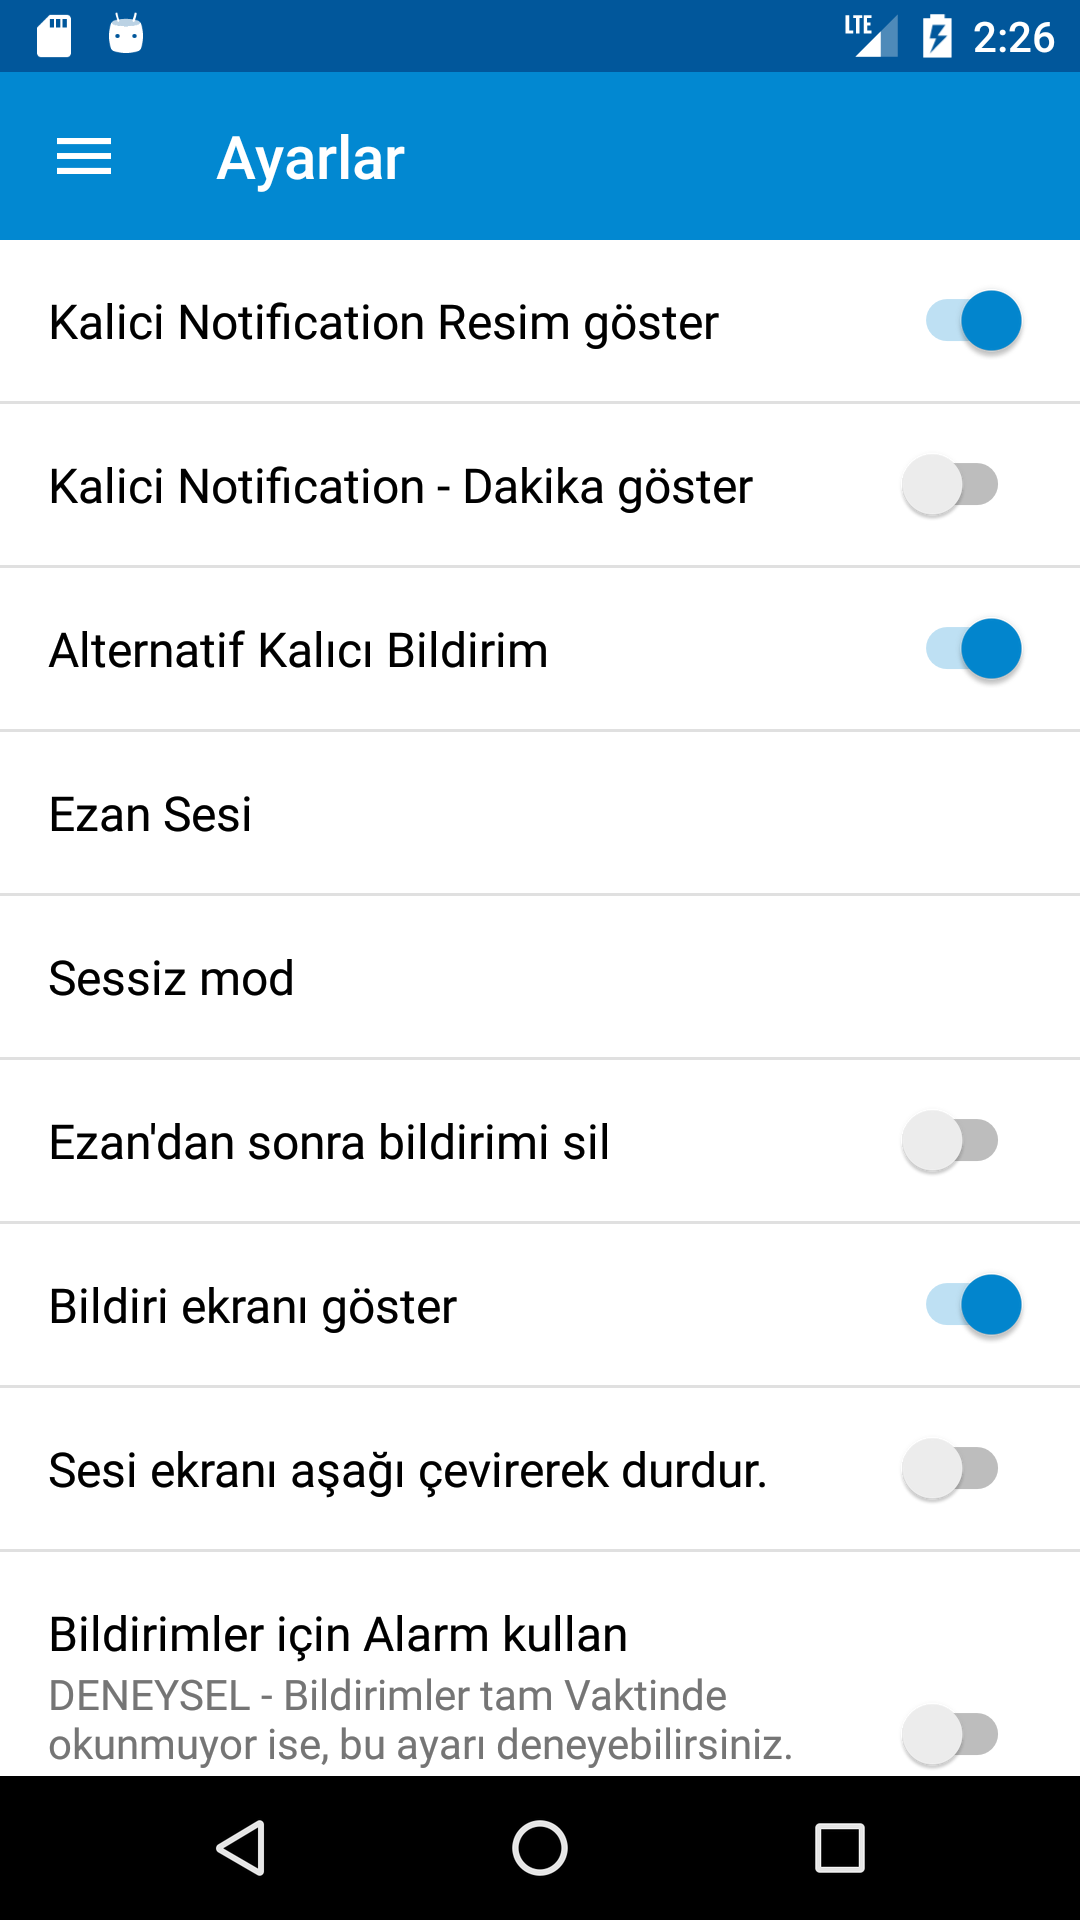 LTE 2:26
Ayarlar
Kalici Notification Resim göster
Kalici Notification - Dakika göster
Alternatif Kalıcı Bildirim
Ezan Sesi
Sessiz mod
Ezan'dan sonra bildirimi sil
Bildiri ekranı göster
Sesi ekranı aşağı çevirerek durdur.
Bildirimler için Alarm kullan
DENEYSEL - Bildirimler tam Vaktinde
okunmuyor ise, bu ayarı deneyebilirsiniz.